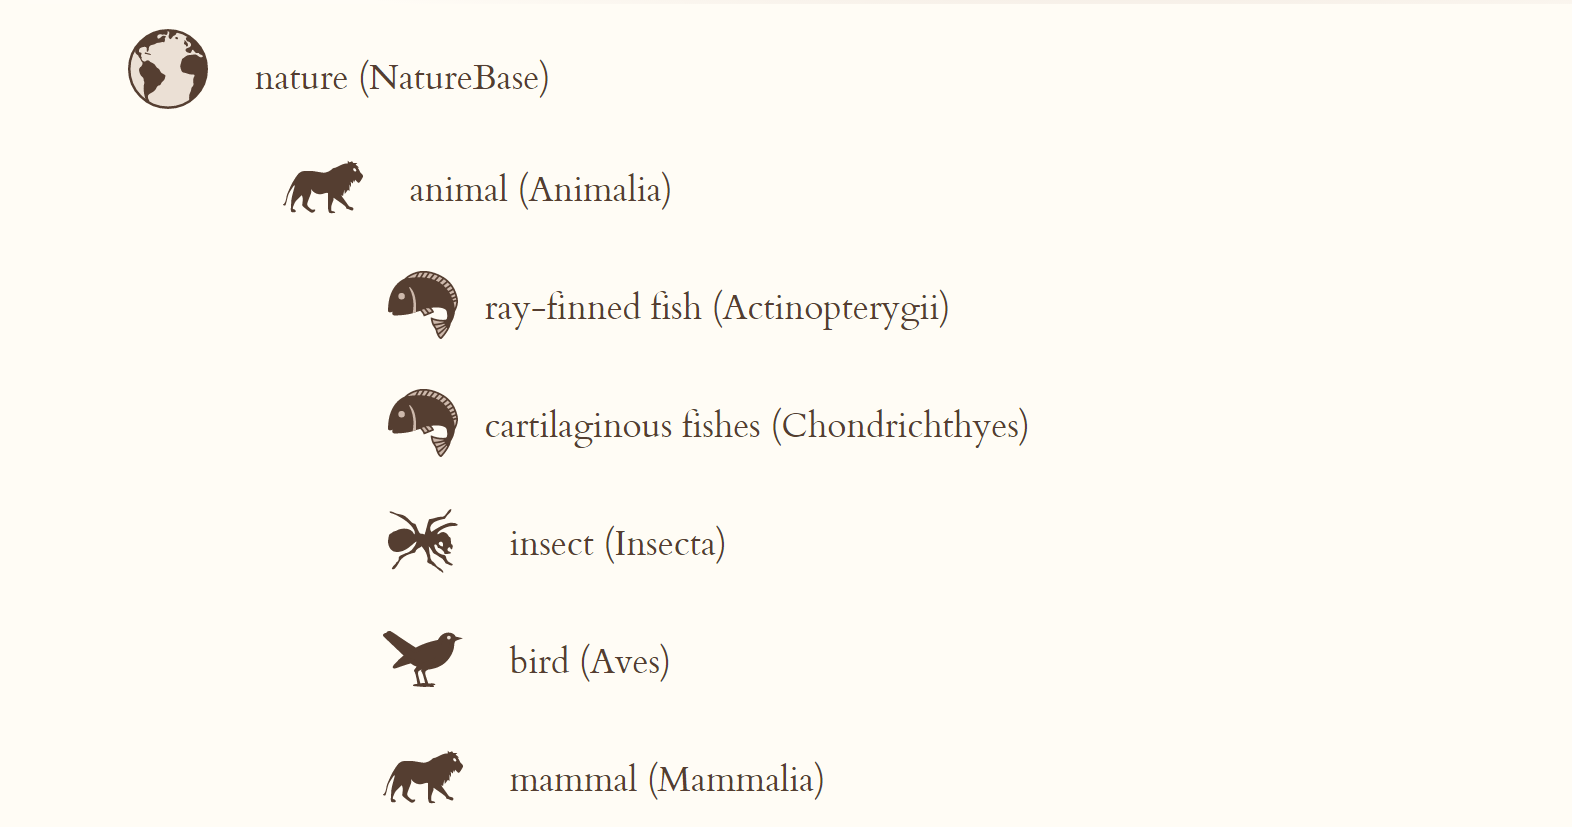 nature (NatureBase)
animal (Animalia)
ray-finned fish (Actinopterygii)
cartilaginous fishes (Chondrichthyes)
insect (Insecta)
bird (Aves)
mammal (Mammalia)